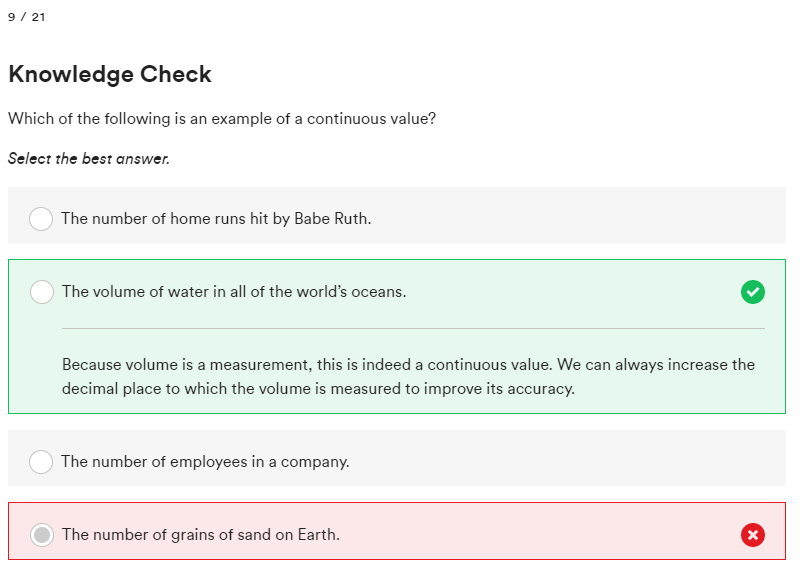 9 / 21
Knowledge Check
Which of the following is an example of a continuous value?
Select the best answer.
The number of home runs hit by Babe Ruth.
The volume of water in all of the world’s oceans.
Because volume is a measurement, this is indeed a continuous value. We can always increase the
decimal place to which the volume is measured to improve its accuracy.
The number of employees in a company.
The number of grains of sand on Earth.